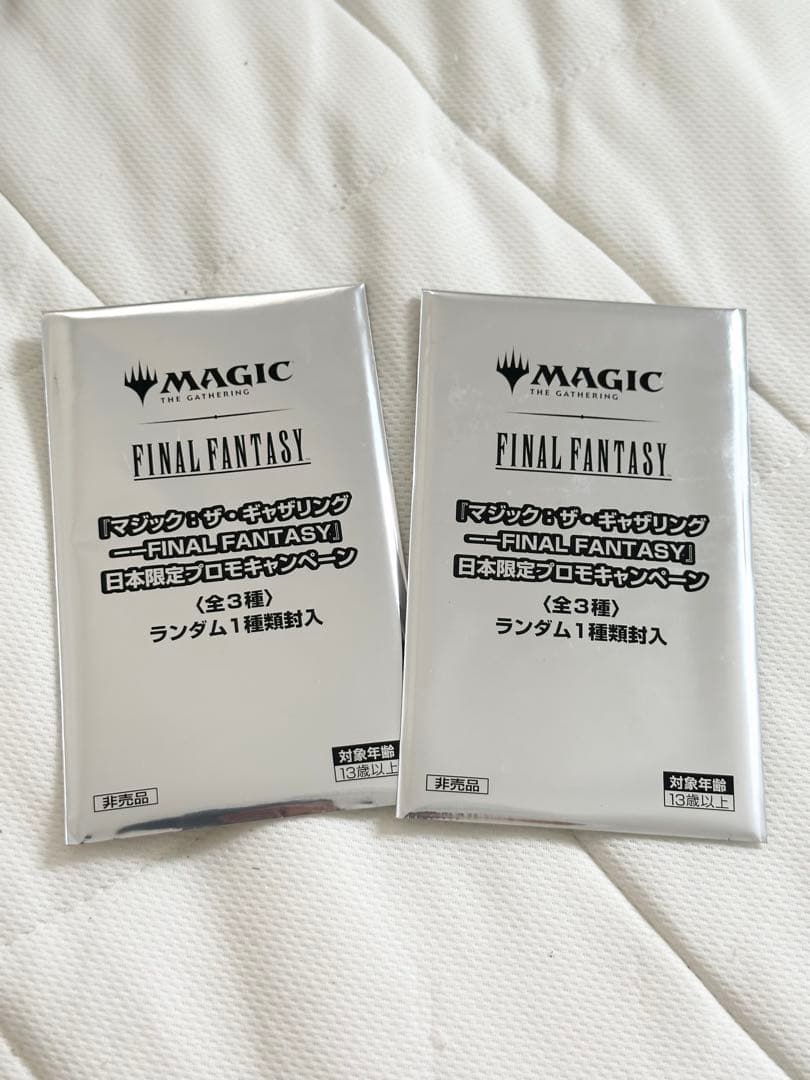 MAGIC
THE GATHERING
FINAL FANTASY
『マジック：ザ・ギャザリング
――FINAL FANTASY』
日本限定プロモキャンペーン
〈全３種〉
ランダム１種類封入
対象年齢
13歳以上
非売品
MAGIC
THE GATHERING
FINAL FANTASY
『マジック：ザ・ギャザリング
――FINAL FANTASY』
日本限定プロモキャンペーン
〈全３種〉
ランダム１種類封入
対象年齢
13歳以上
非売品